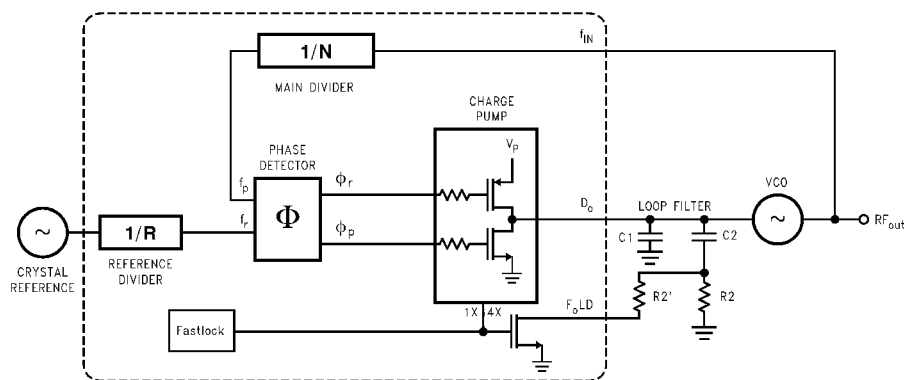 f_IN
1/N
MAIN DIVIDER
CHARGE
PUMP
V_P
PHASE
DETECTOR
f_p
f_r
Φ
ϕ_r
ϕ_p
D_o
LOOP FILTER
VCO
RF_out
C1
C2
~
~
1/R
CRYSTAL
REFERENCE
REFERENCE
DIVIDER
R2'
R2
1X
4X
F_oLD
Fastlock